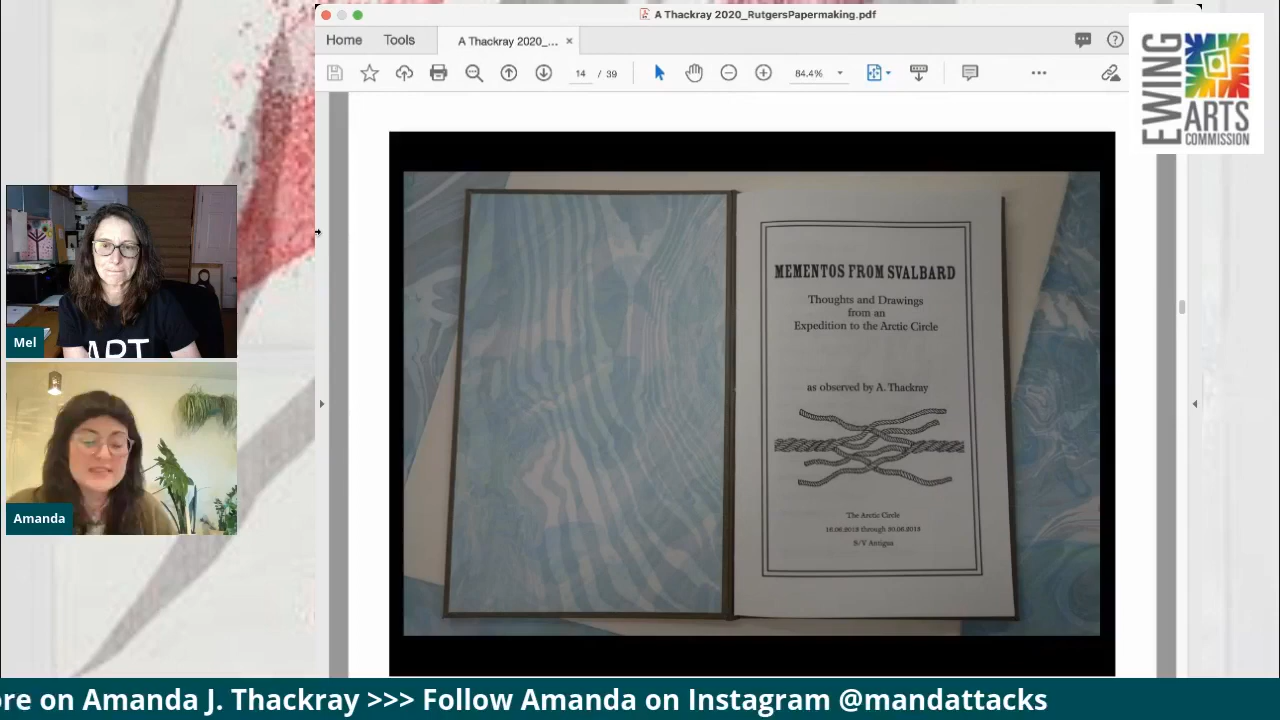 A Thackray 2020_RutgersPapermaking.pdf
Home
Tools
A Thackray 2020_...
14 / 39
84.4%
EWING
ARTS
COMMISSION
MEMENTOS FROM SVALBARD
Thoughts and Drawings
from an
Expedition to the Arctic Circle
as observed by A. Thackray
The Arctic Circle
S/V Antigua
ART
Mel
Amanda
ore on Amanda J. Thackray >>> Follow Amanda on Instagram @mandattacks